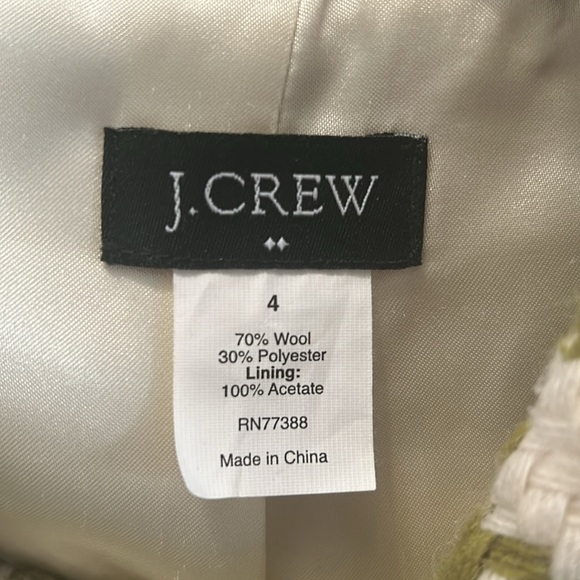 J.CREW
4
70% Wool
30% Polyester
Lining:
100% Acetate
RN77388
Made in China